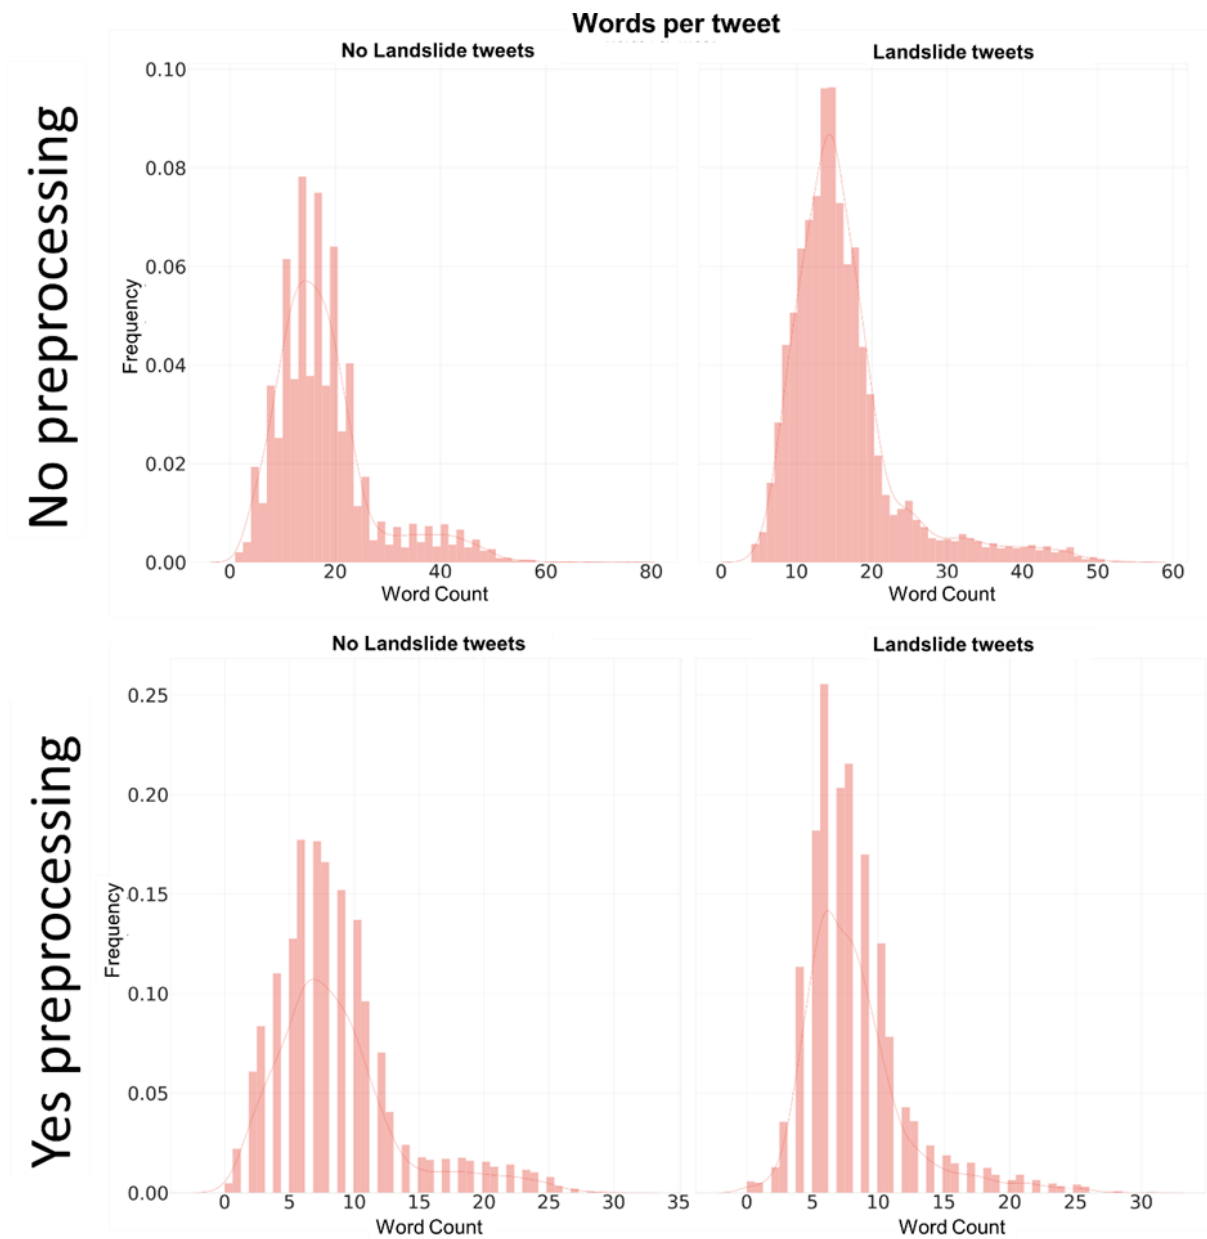 Words per tweet
No preprocessing
No Landslide tweets
Landslide tweets
Frequency
0.10
0.08
0.06
0.04
0.02
0.00
0 20 40 60 80
Word Count
0 10 20 30 40 50 60
Word Count
Yes preprocessing
No Landslide tweets
Landslide tweets
Frequency
0.25
0.20
0.15
0.10
0.05
0.00
0 5 10 15 20 25 30 35
Word Count
0 5 10 15 20 25 30
Word Count